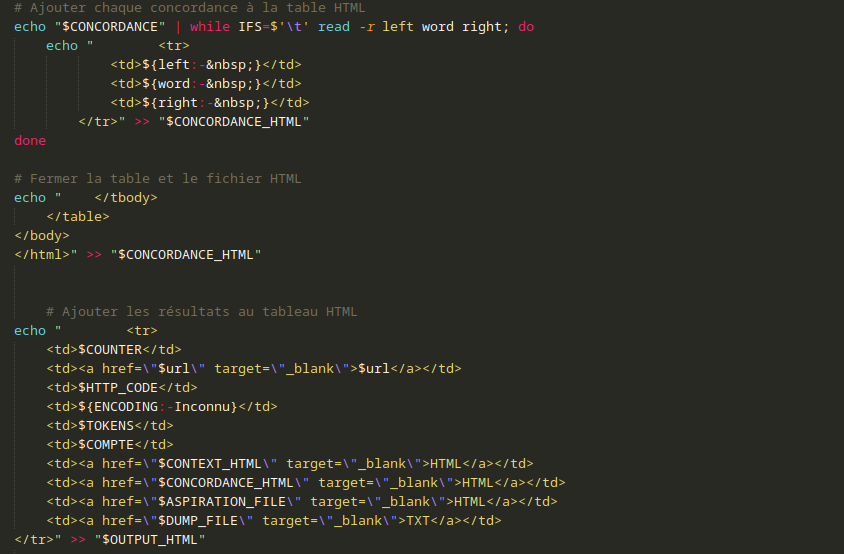 # Ajouter chaque concordance à la table HTML
echo "$CONCORDANCE" | while IFS=$'\t' read -r left word right; do
    echo "        <tr>
            <td>${left:-&nbsp;}</td>
            <td>${word:-&nbsp;}</td>
            <td>${right:-&nbsp;}</td>
        </tr>" >> "$CONCORDANCE_HTML"
done
# Fermer la table et le fichier HTML
echo "    </tbody>
    </table>
</body>
</html>" >> "$CONCORDANCE_HTML"
    # Ajouter les résultats au tableau HTML
echo "        <tr>
    <td>$COUNTER</td>
    <td><a href=\"$url\" target=\"_blank\">$url</a></td>
    <td>$HTTP_CODE</td>
    <td>${ENCODING:-Inconnu}</td>
    <td>$TOKENS</td>
    <td>$COMPTE</td>
    <td><a href=\"$CONTEXT_HTML\" target=\"_blank\">HTML</a></td>
    <td><a href=\"$CONCORDANCE_HTML\" target=\"_blank\">HTML</a></td>
    <td><a href=\"$ASPIRATION_FILE\" target=\"_blank\">HTML</a></td>
    <td><a href=\"$DUMP_FILE\" target=\"_blank\">TXT</a></td>
</tr>" >> "$OUTPUT_HTML"